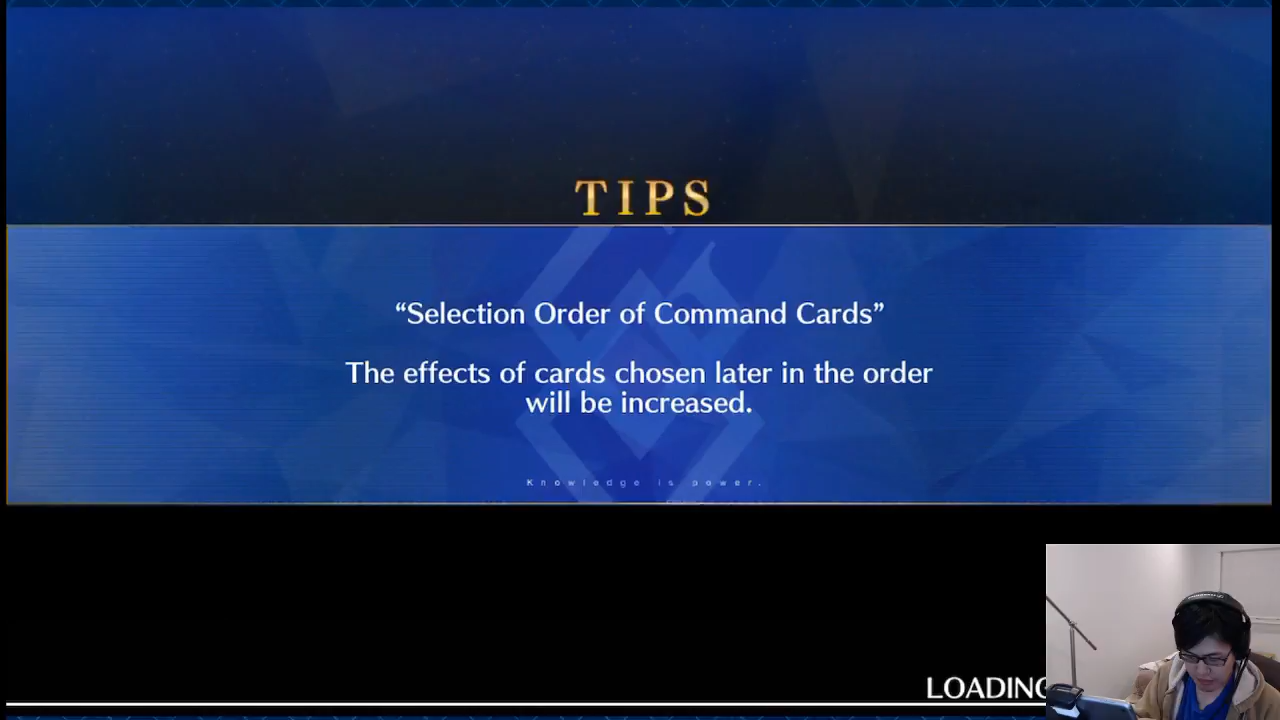 TIPS
“Selection Order of Command Cards”
The effects of cards chosen later in the order
will be increased.
Knowledge is power.
LOADING